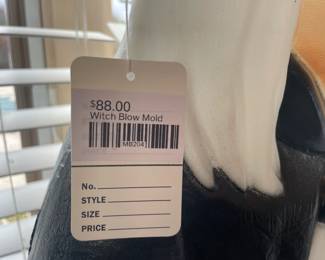 $88.00
Witch Blow Mold
MB204
No.
STYLE
SIZE
PRICE